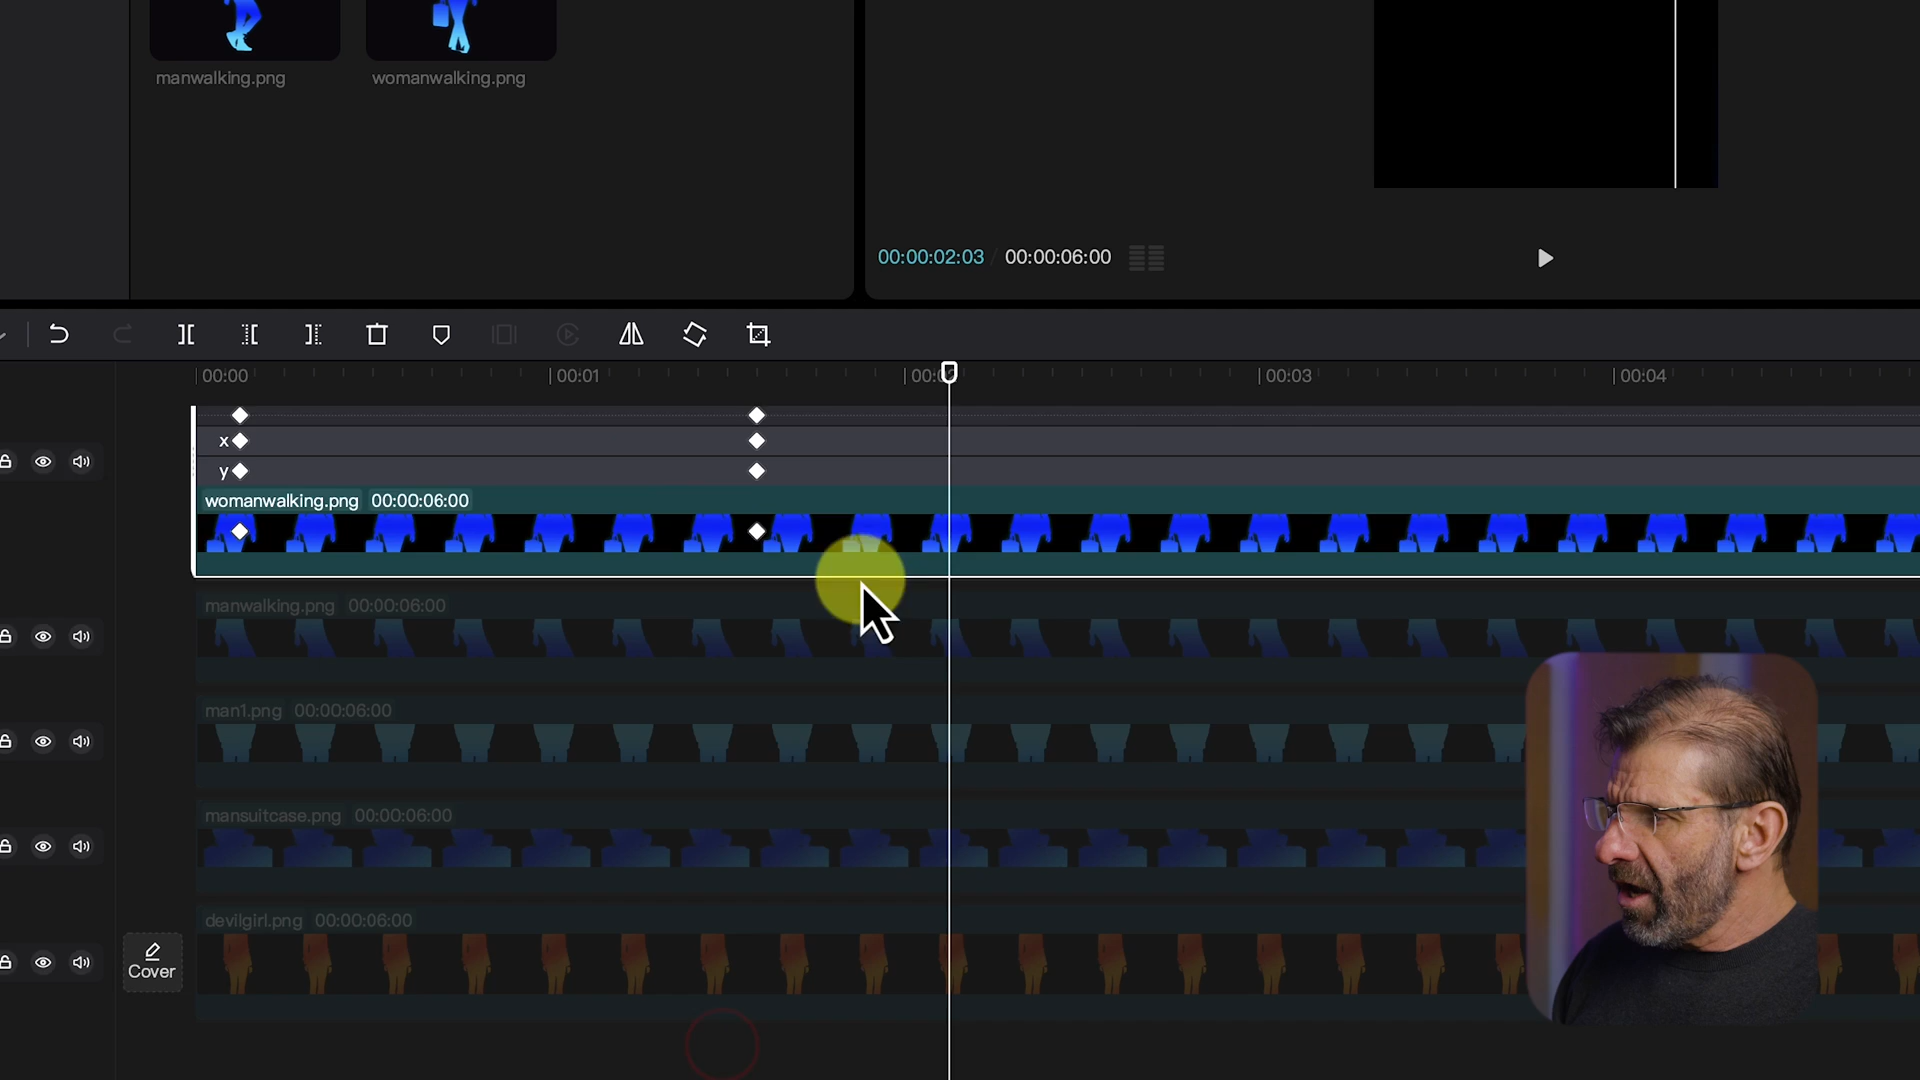 manwalking.png
womanwalking.png
00:00:02:03 / 00:00:06:00
00:00
00:01
00:03
00:04
x
y
womanwalking.png 00:00:06:00
manwalking.png 00:00:06:00
man1.png 00:00:06:00
mansuitcase.png 00:00:06:00
devilgirl.png 00:00:06:00
Cover